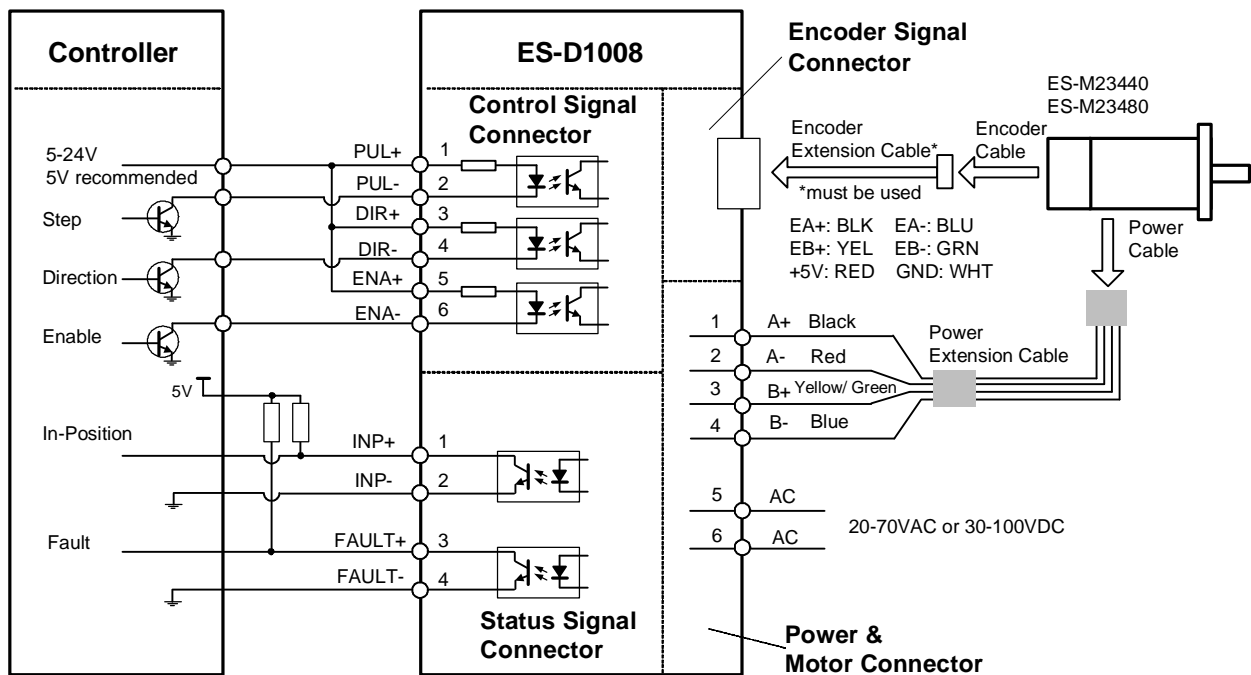 Controller
ES-D1008
Encoder Signal
Connector
ES-M23440
ES-M23480
Control Signal
Connector
Encoder
Extension Cable*
*must be used
Encoder
Cable
5-24V
5V recommended
PUL+
1
PUL-
2
Step
DIR+
3
DIR-
4
Direction
ENA+
5
ENA-
6
Enable
EA+: BLK EA-: BLU
EB+: YEL EB-: GRN
+5V: RED GND: WHT
Power
Cable
1
A+ Black
2
A- Red
3
B+ Yellow/ Green
4
B- Blue
Power
Extension Cable
5V
In-Position
INP+
1
INP-
2
Fault
FAULT+
3
FAULT-
4
5
AC
6
AC
20-70VAC or 30-100VDC
Status Signal
Connector
Power &
Motor Connector